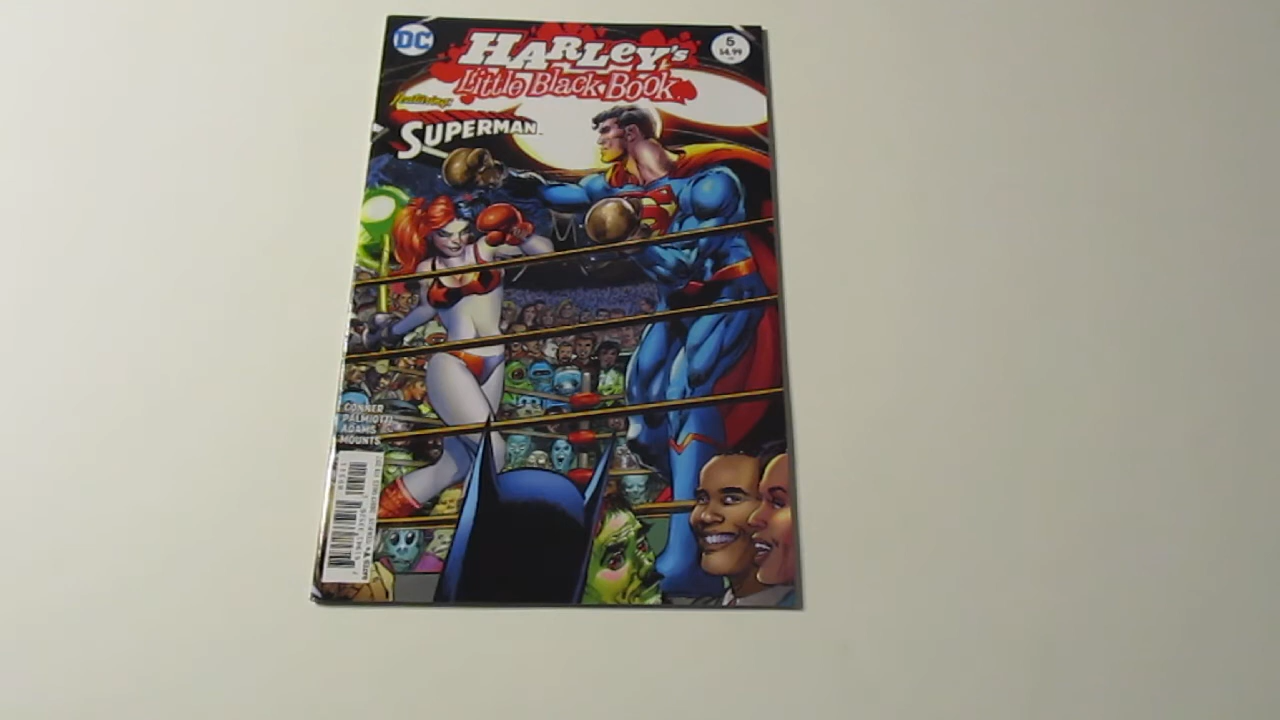 DC
HARLEY's
Little Black Book
5
$4.99
featuring
SUPERMAN
CONNER
PALMIOTTI
ADAMS
MOUNTS